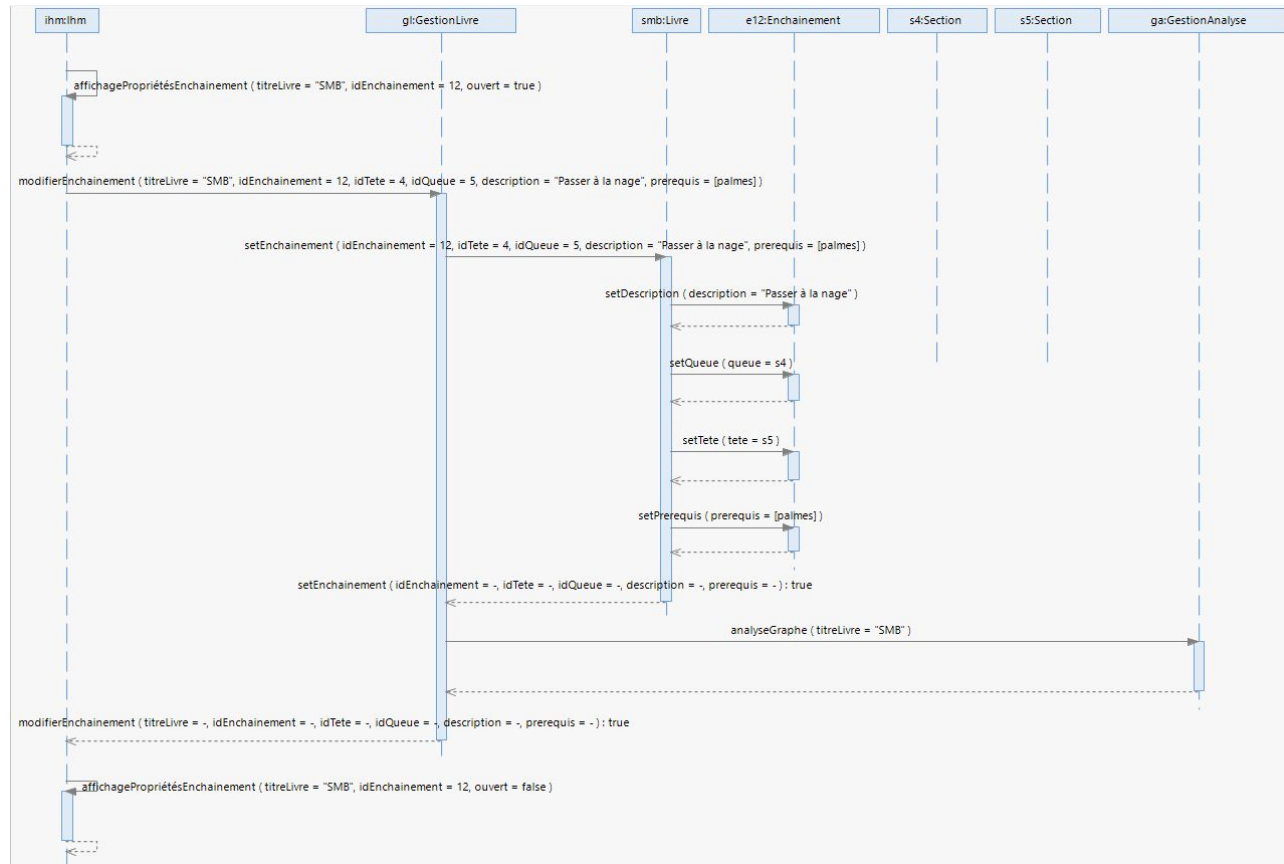 ihm:Ihm
gl:GestionLivre
smb:Livre
e12:Enchainement
s4:Section
s5:Section
ga:GestionAnalyse
affichagePropriétésEnchainement ( titreLivre = "SMB", idEnchainement = 12, ouvert = true )
modifierEnchainement ( titreLivre = "SMB", idEnchainement = 12, idTete = 4, idQueue = 5, description = "Passer à la nage", prerequis = [palmes] )
setEnchainement ( idEnchainement = 12, idTete = 4, idQueue = 5, description = "Passer à la nage", prerequis = [palmes] )
setDescription ( description = "Passer à la nage" )
setQueue ( queue = s4 )
setTete ( tete = s5 )
setPrerequis ( prerequis = [palmes] )
setEnchainement ( idEnchainement = -, idTete = -, idQueue = -, description = -, prerequis = - ) : true
analyseGraphe ( titreLivre = "SMB" )
modifierEnchainement ( titreLivre = -, idEnchainement = -, idTete = -, idQueue = -, description = -, prerequis = - ) : true
affichagePropriétésEnchainement ( titreLivre = "SMB", idEnchainement = 12, ouvert = false )